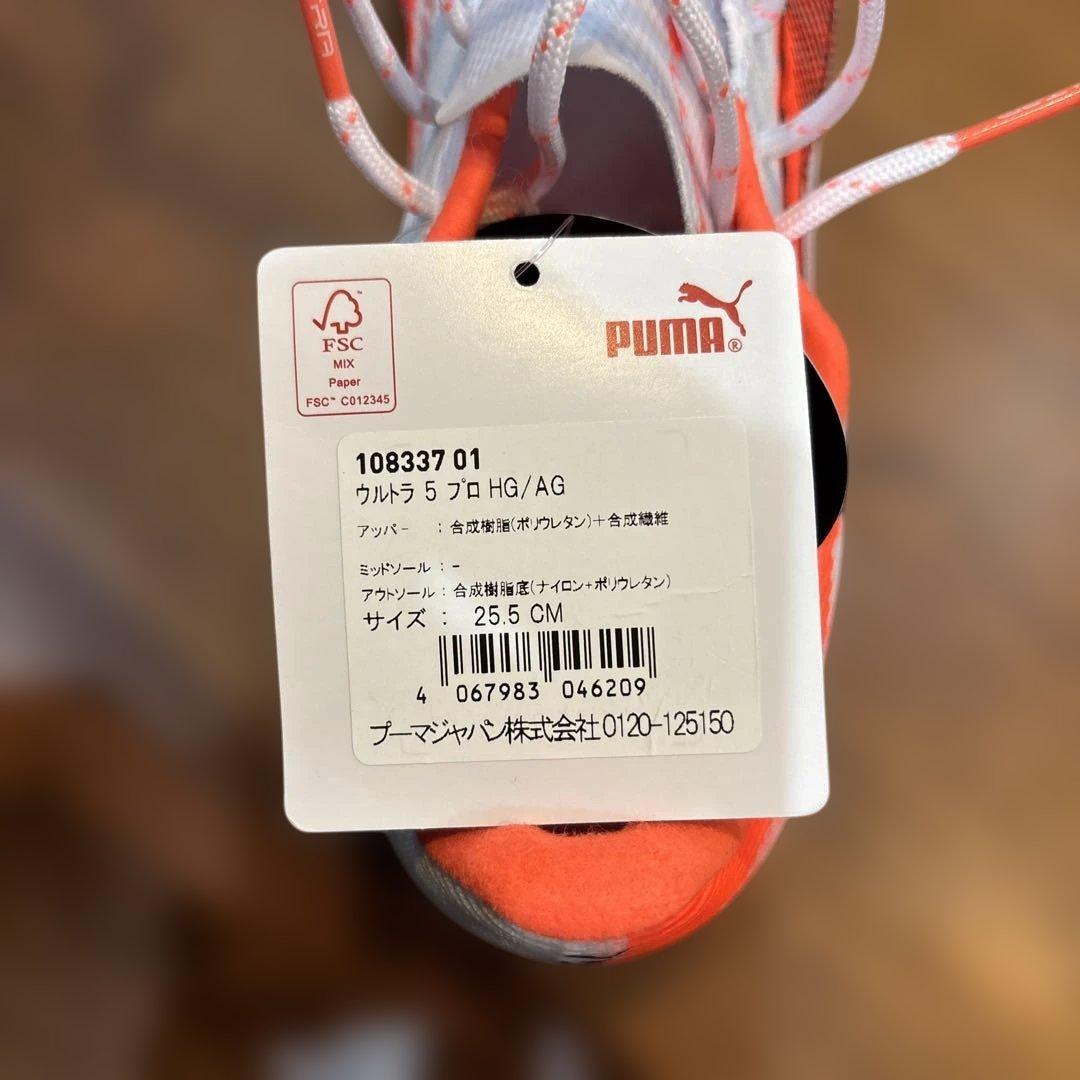 TRA
FSC™
MIX
Paper
FSC™ C012345
PUMA®
108337 01
ウルトラ 5 プロ HG/AG
アッパー : 合成樹脂(ポリウレタン)+合成繊維
ミッドソール : -
アウトソール : 合成樹脂底(ナイロン+ポリウレタン)
サイズ : 25.5 CM
4 067983 046209
プーマジャパン株式会社 0120-125150